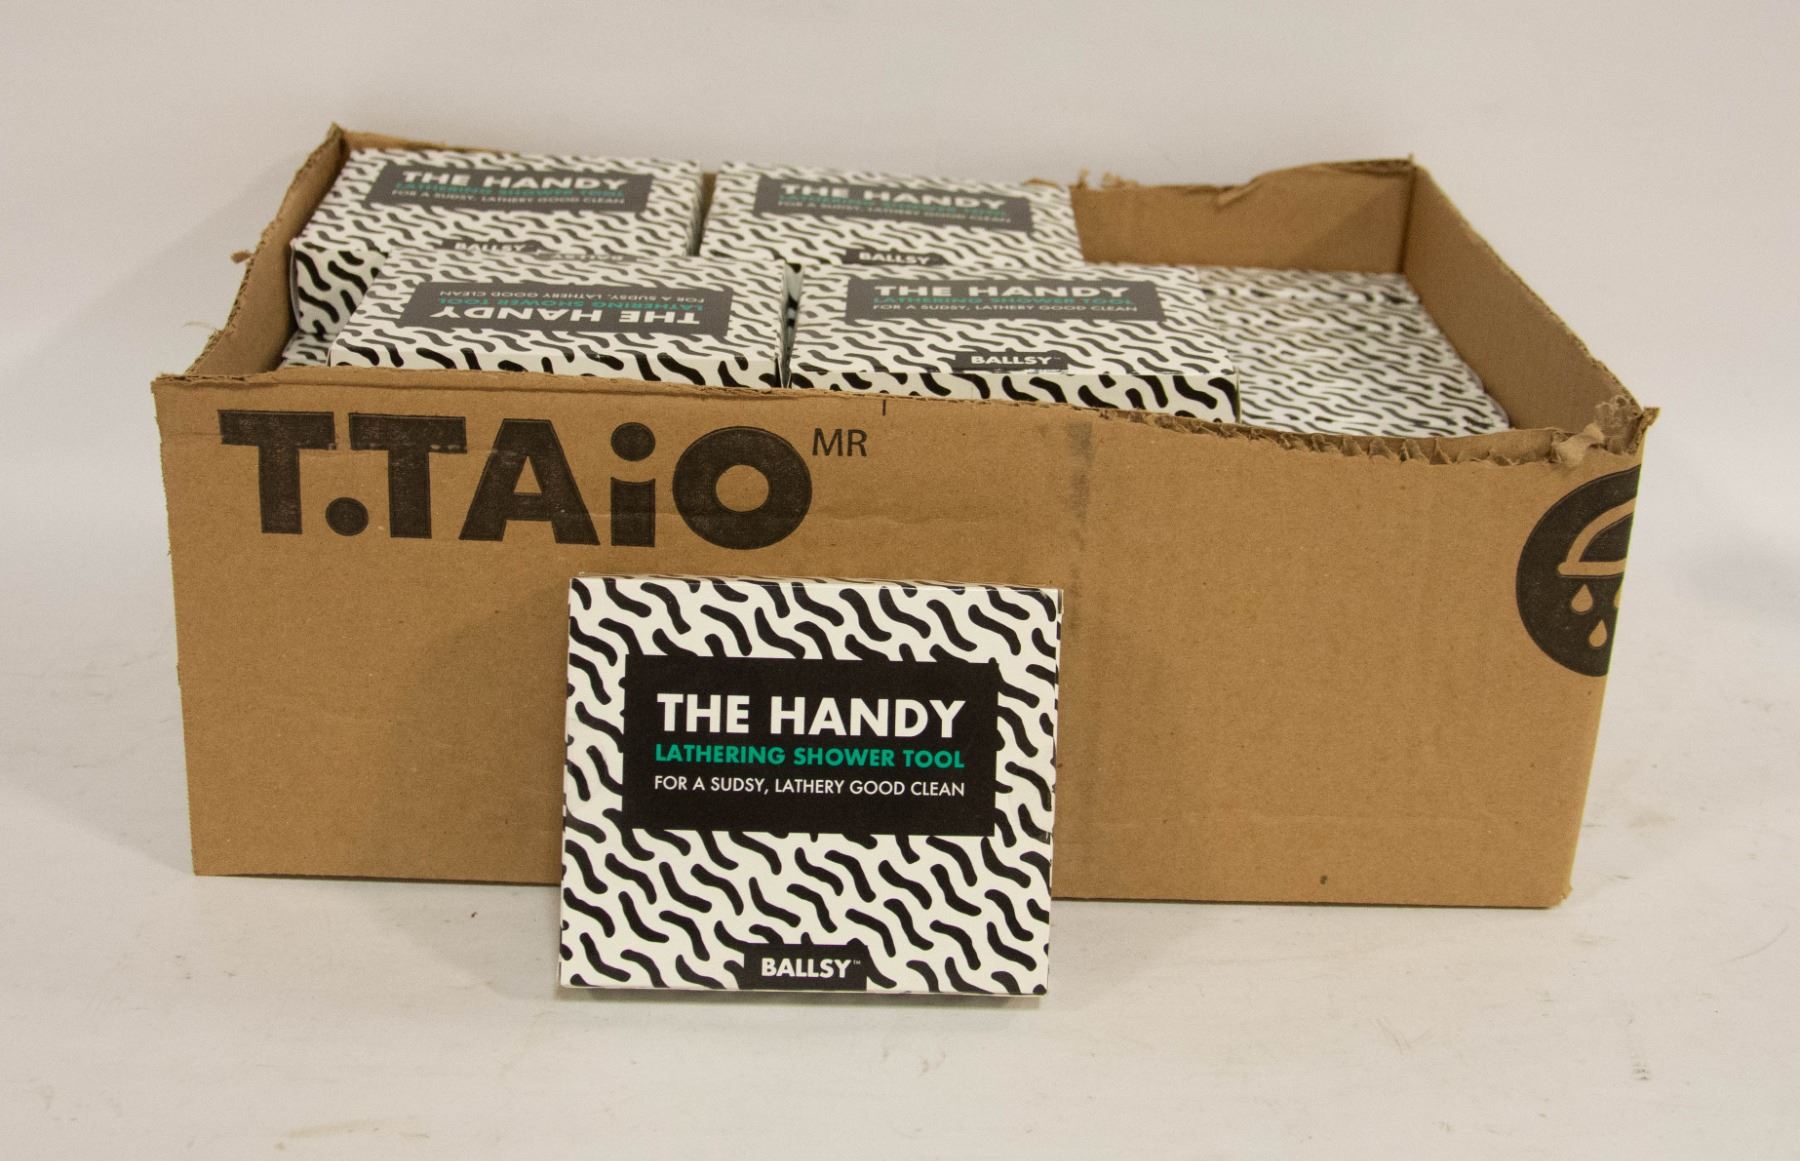 THE HANDY
LATHERING SHOWER TOOL
FOR A SUDSY, LATHERY GOOD CLEAN
BALLSY
THE HANDY
LATHERING SHOWER TOOL
FOR A SUDSY, LATHERY GOOD CLEAN
BALLSY
BALLSY
FOR A SUDSY, LATHERY GOOD CLEAN
LATHERING SHOWER TOOL
THE HANDY
THE HANDY
LATHERING SHOWER TOOL
FOR A SUDSY, LATHERY GOOD CLEAN
BALLSY™
T.TAiO MR
THE HANDY
LATHERING SHOWER TOOL
FOR A SUDSY, LATHERY GOOD CLEAN
BALLSY™